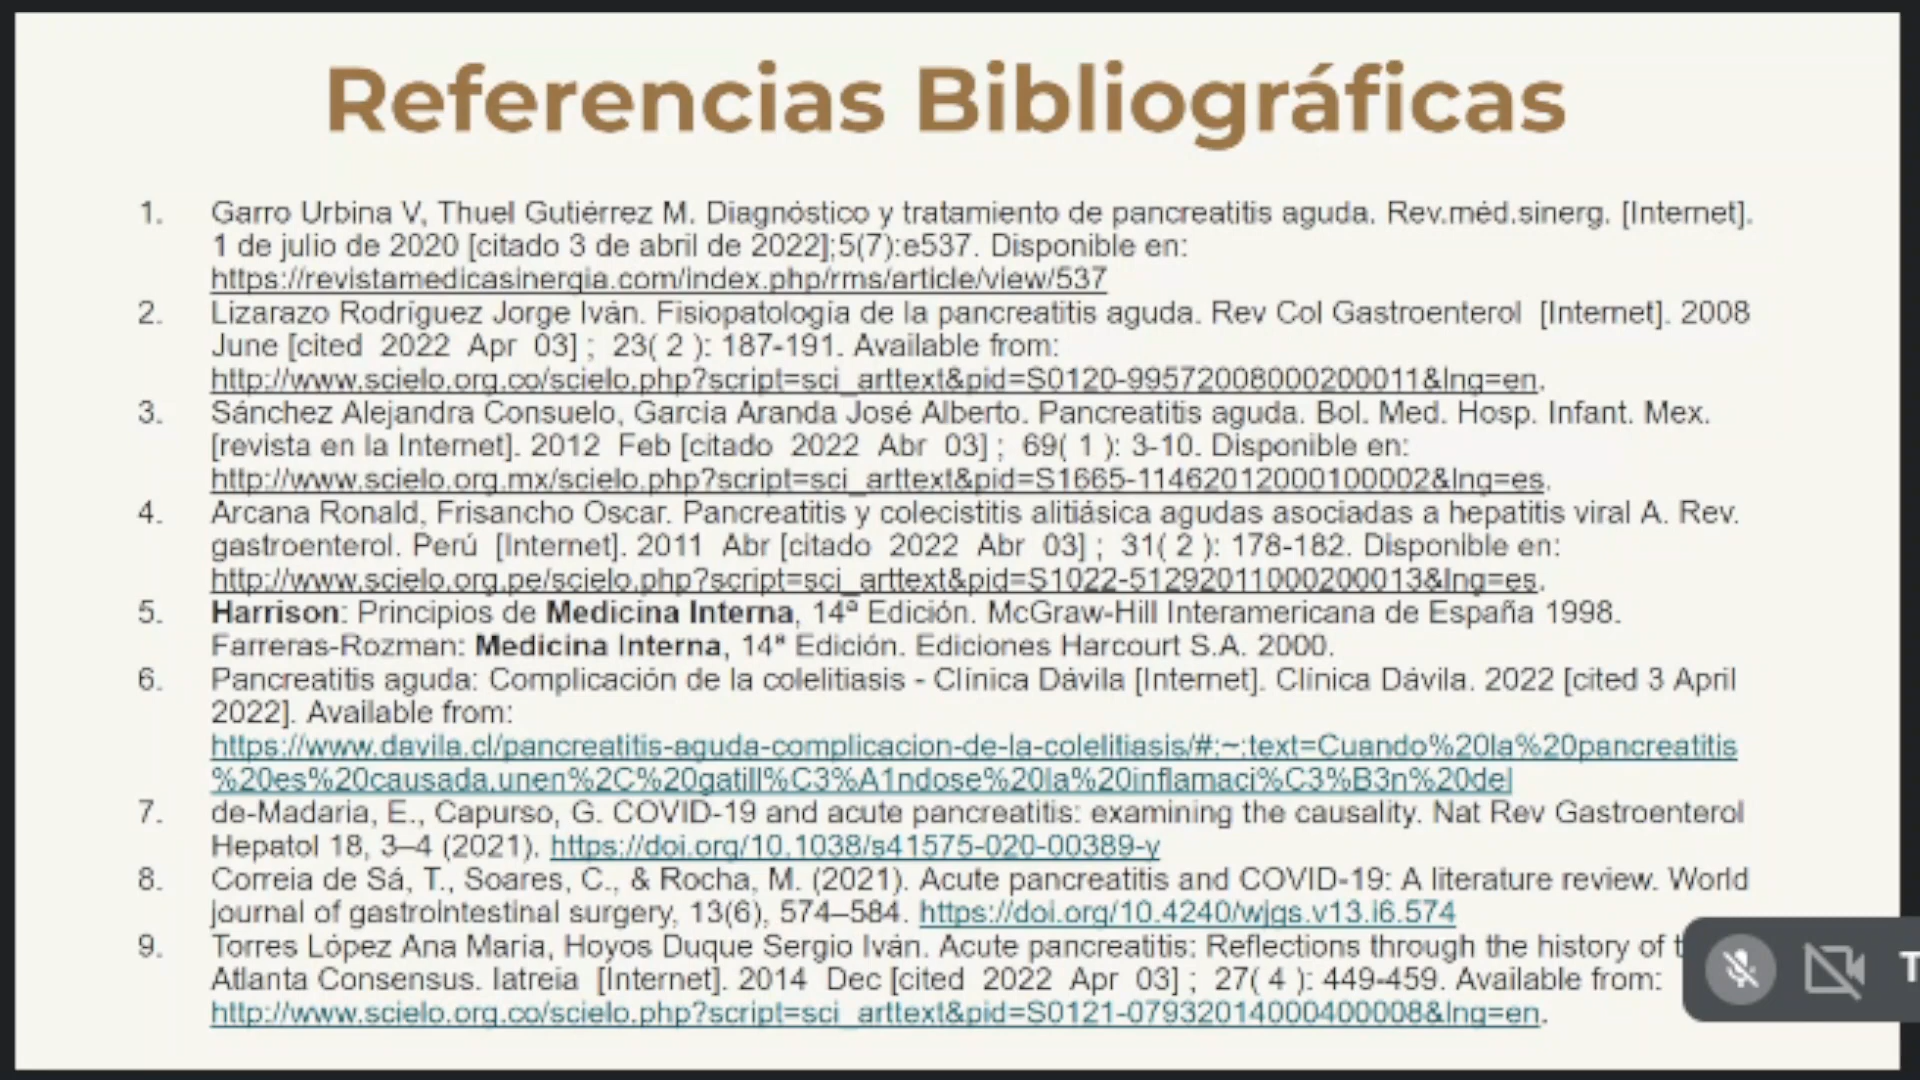 Referencias Bibliográficas
1. Garro Urbina V, Thuel Gutiérrez M. Diagnóstico y tratamiento de pancreatitis aguda. Rev.méd.sinerg. [Internet].
1 de julio de 2020 [citado 3 de abril de 2022];5(7):e537. Disponible en:
https://revistamedicasinergia.com/index.php/rms/article/view/537
2. Lizarazo Rodríguez Jorge Iván. Fisiopatología de la pancreatitis aguda. Rev Col Gastroenterol [Internet]. 2008
June [cited 2022 Apr 03] ; 23( 2 ): 187-191. Available from:
http://www.scielo.org.co/scielo.php?script=sci_arttext&pid=S0120-99572008000200011&lng=en.
3. Sánchez Alejandra Consuelo, García Aranda José Alberto. Pancreatitis aguda. Bol. Med. Hosp. Infant. Mex.
[revista en la Internet]. 2012 Feb [citado 2022 Abr 03] ; 69( 1 ): 3-10. Disponible en:
http://www.scielo.org.mx/scielo.php?script=sci_arttext&pid=S1665-11462012000100002&lng=es.
4. Arcana Ronald, Frisancho Oscar. Pancreatitis y colecistitis alitiásica agudas asociadas a hepatitis viral A. Rev.
gastroenterol. Perú [Internet]. 2011 Abr [citado 2022 Abr 03] ; 31( 2 ): 178-182. Disponible en:
http://www.scielo.org.pe/scielo.php?script=sci_arttext&pid=S1022-51292011000200013&lng=es.
5. Harrison: Principios de Medicina Interna, 14ª Edición. McGraw-Hill Interamericana de España 1998.
Farreras-Rozman: Medicina Interna, 14ª Edición. Ediciones Harcourt S.A. 2000.
6. Pancreatitis aguda: Complicación de la colelitiasis - Clínica Dávila [Internet]. Clínica Dávila. 2022 [cited 3 April
2022]. Available from:
https://www.davila.cl/pancreatitis-aguda-complicacion-de-la-colelitiasis/#:~:text=Cuando%20la%20pancreatitis
%20es%20causada,unen%2C%20gatill%C3%A1ndose%20la%20inflamaci%C3%B3n%20del
7. de-Madaria, E., Capurso, G. COVID-19 and acute pancreatitis: examining the causality. Nat Rev Gastroenterol
Hepatol 18, 3–4 (2021). https://doi.org/10.1038/s41575-020-00389-y
8. Correia de Sá, T., Soares, C., & Rocha, M. (2021). Acute pancreatitis and COVID-19: A literature review. World
journal of gastrointestinal surgery, 13(6), 574–584. https://doi.org/10.4240/wjgs.v13.i6.574
9. Torres López Ana María, Hoyos Duque Sergio Iván. Acute pancreatitis: Reflections through the history of t
Atlanta Consensus. Iatreia [Internet]. 2014 Dec [cited 2022 Apr 03] ; 27( 4 ): 449-459. Available from:
http://www.scielo.org.co/scielo.php?script=sci_arttext&pid=S0121-07932014000400008&lng=en.
T